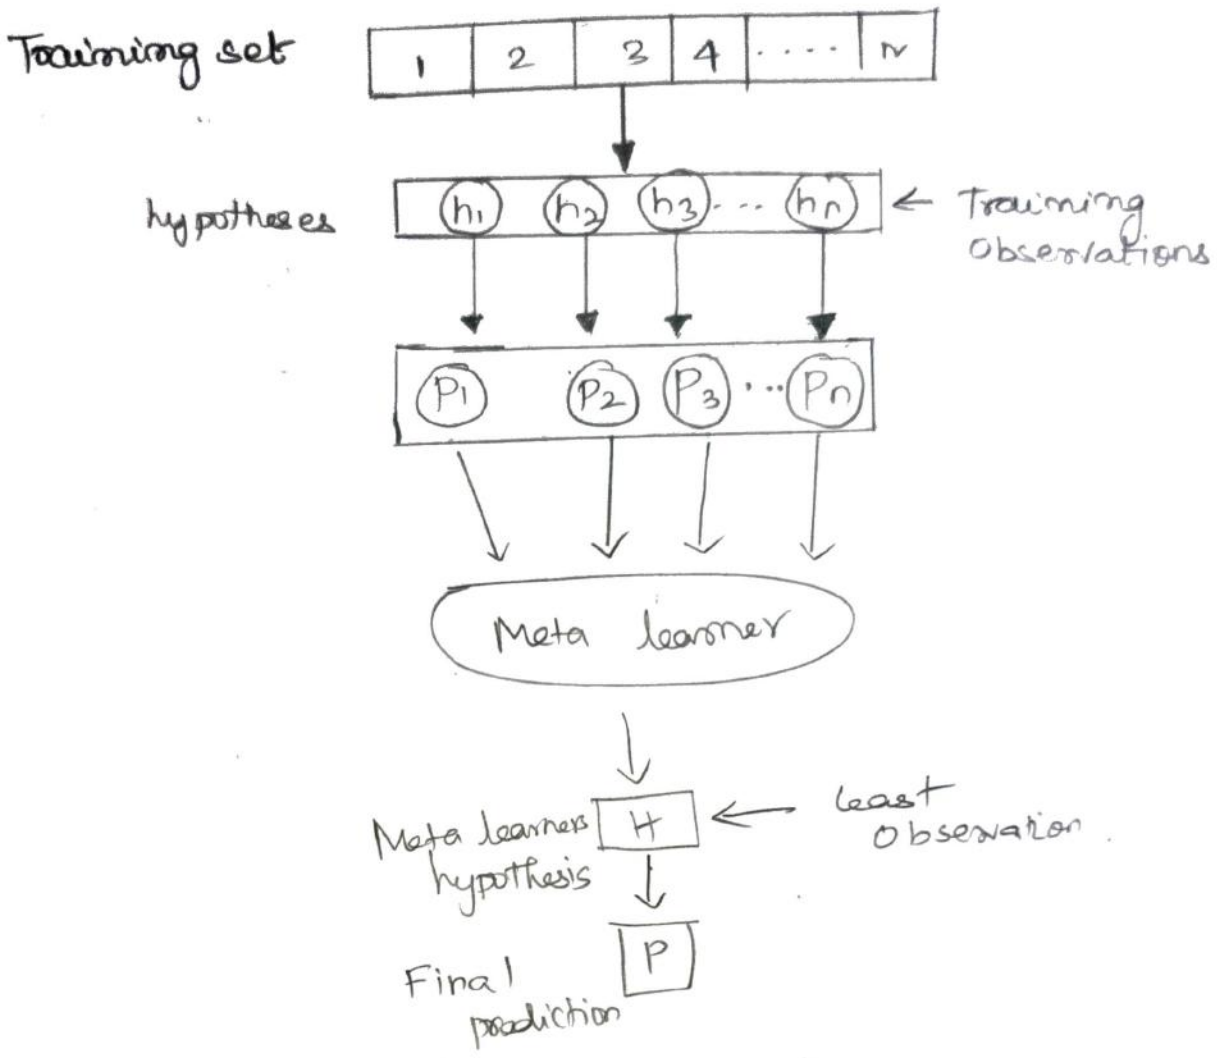 Training set
1 2 3 4 ..... n
hypotheses
h1 h2 h3 ... hn
← Training
Observations
P1 P2 P3 ... Pn
Meta learner
Meta learners
hypothesis
H
← Least
Observation
Final
prediction
P